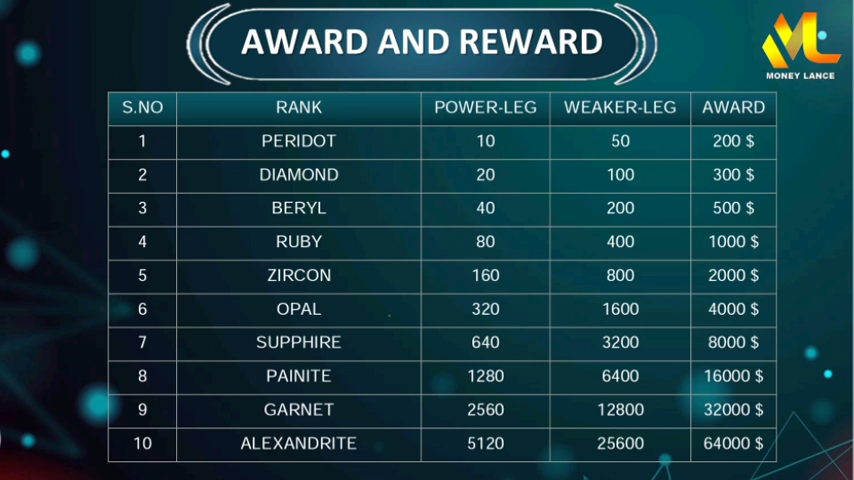 AWARD AND REWARD
ML
MONEY LANCE
S.NO RANK POWER-LEG WEAKER-LEG AWARD
1 PERIDOT 10 50 200 $
2 DIAMOND 20 100 300 $
3 BERYL 40 200 500 $
4 RUBY 80 400 1000 $
5 ZIRCON 160 800 2000 $
6 OPAL 320 1600 4000 $
7 SUPPHIRE 640 3200 8000 $
8 PAINITE 1280 6400 16000 $
9 GARNET 2560 12800 32000 $
10 ALEXANDRITE 5120 25600 64000 $